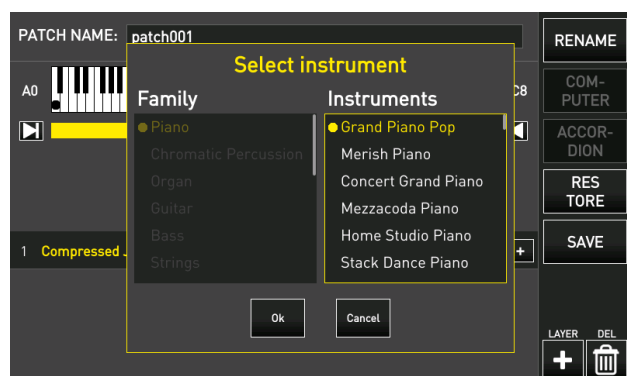 PATCH NAME: patch001
RENAME
Select instrument
A0
C8
COM-
PUTER
Family
Instruments
Piano
Chromatic Percussion
Organ
Guitar
Bass
Strings
Grand Piano Pop
Merish Piano
Concert Grand Piano
Mezzacoda Piano
Home Studio Piano
Stack Dance Piano
ACCOR-
DION
RES
TORE
SAVE
1 Compressed
+
Ok
Cancel
LAYER DEL
+